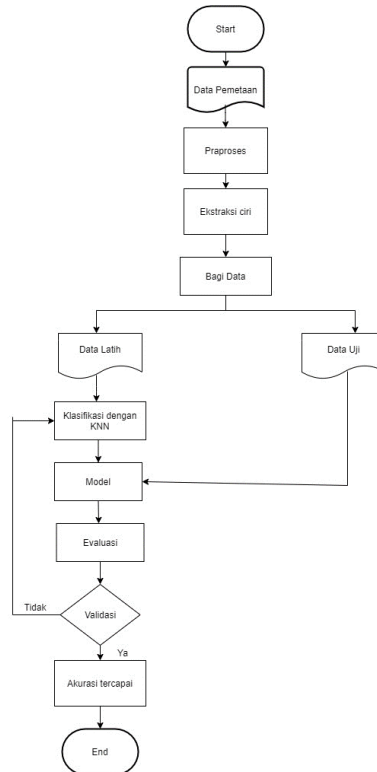 Start
Data Pemetaan
Praproses
Ekstraksi ciri
Bagi Data
Data Latih
Data Uji
Klasifikasi dengan
KNN
Model
Evaluasi
Validasi
Tidak
Ya
Akurasi tercapai
End